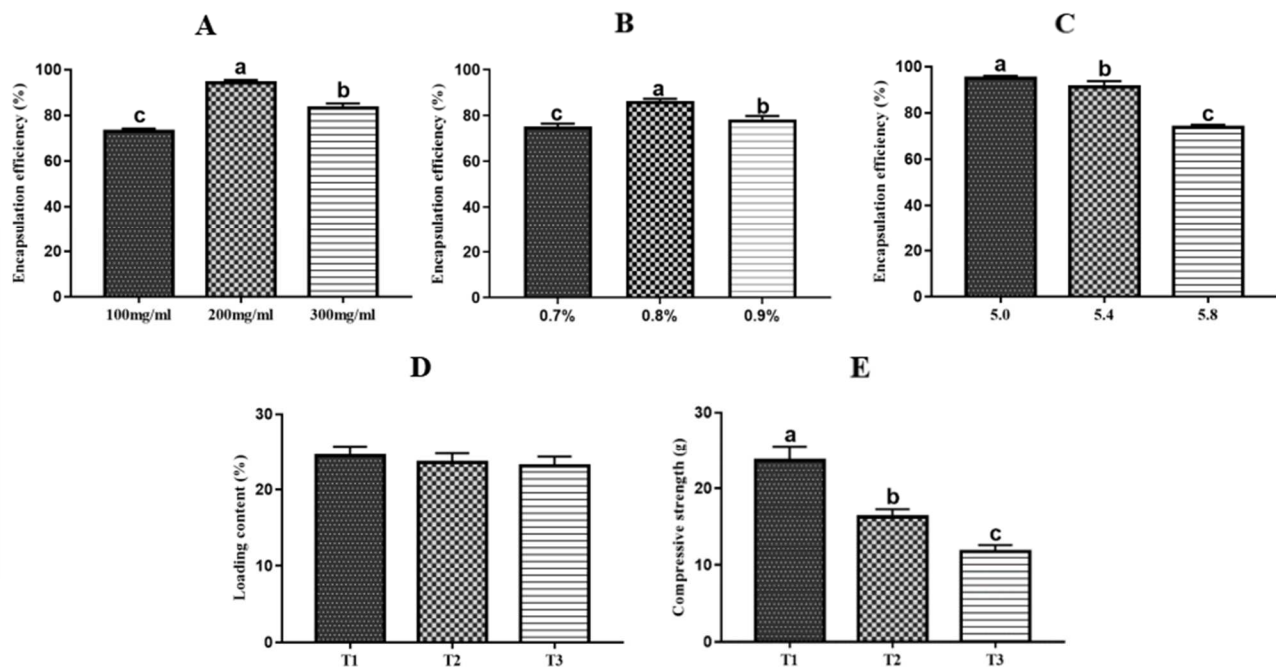 A
Encapsulation efficiency (%)
100
80
60
40
20
0
c
a
b
100mg/ml 200mg/ml 300mg/ml
B
Encapsulation efficiency (%)
100
80
60
40
20
0
c
a
b
0.7% 0.8% 0.9%
C
Encapsulation efficiency (%)
100
80
60
40
20
0
a
b
c
5.0 5.4 5.8
D
Loading content (%)
30
20
10
0
T1 T2 T3
E
Compressive strength (g)
30
20
10
0
a
b
c
T1 T2 T3